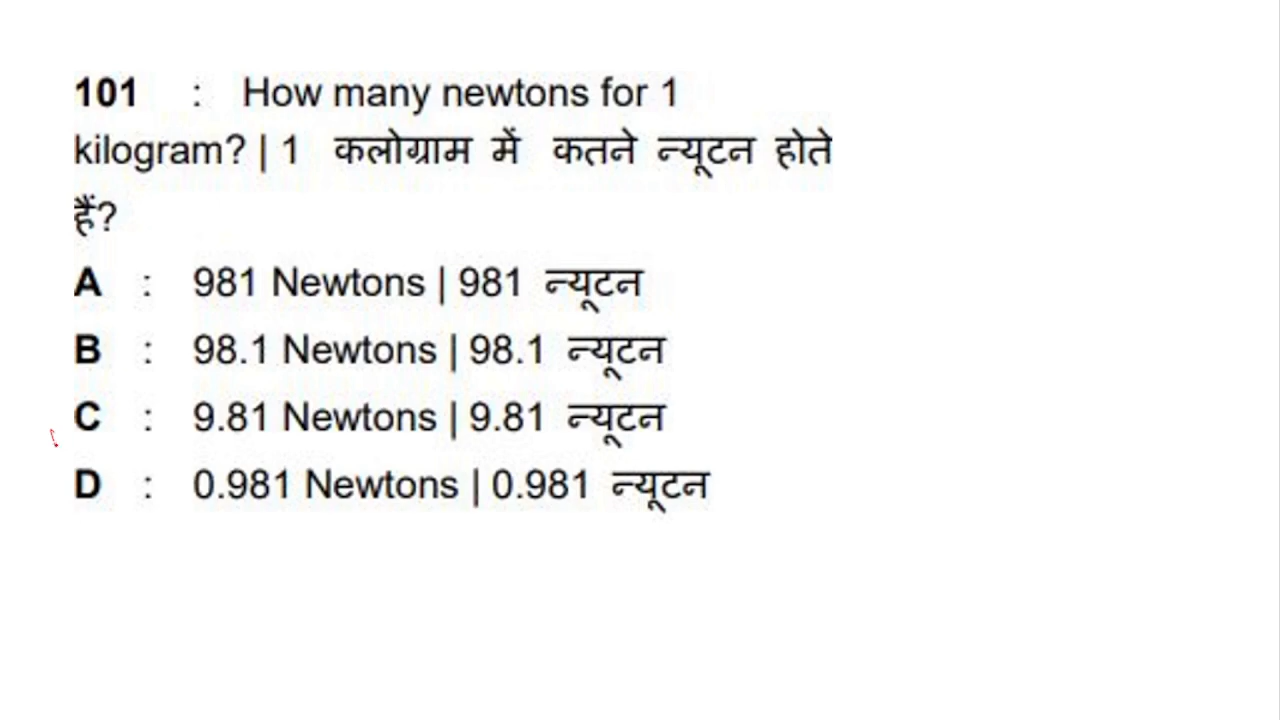 101 : How many newtons for 1
kilogram? | 1 कलोग्राम में कतने न्यूटन होते
हैं?
A : 981 Newtons | 981 न्यूटन
B : 98.1 Newtons | 98.1 न्यूटन
C : 9.81 Newtons | 9.81 न्यूटन
D : 0.981 Newtons | 0.981 न्यूटन